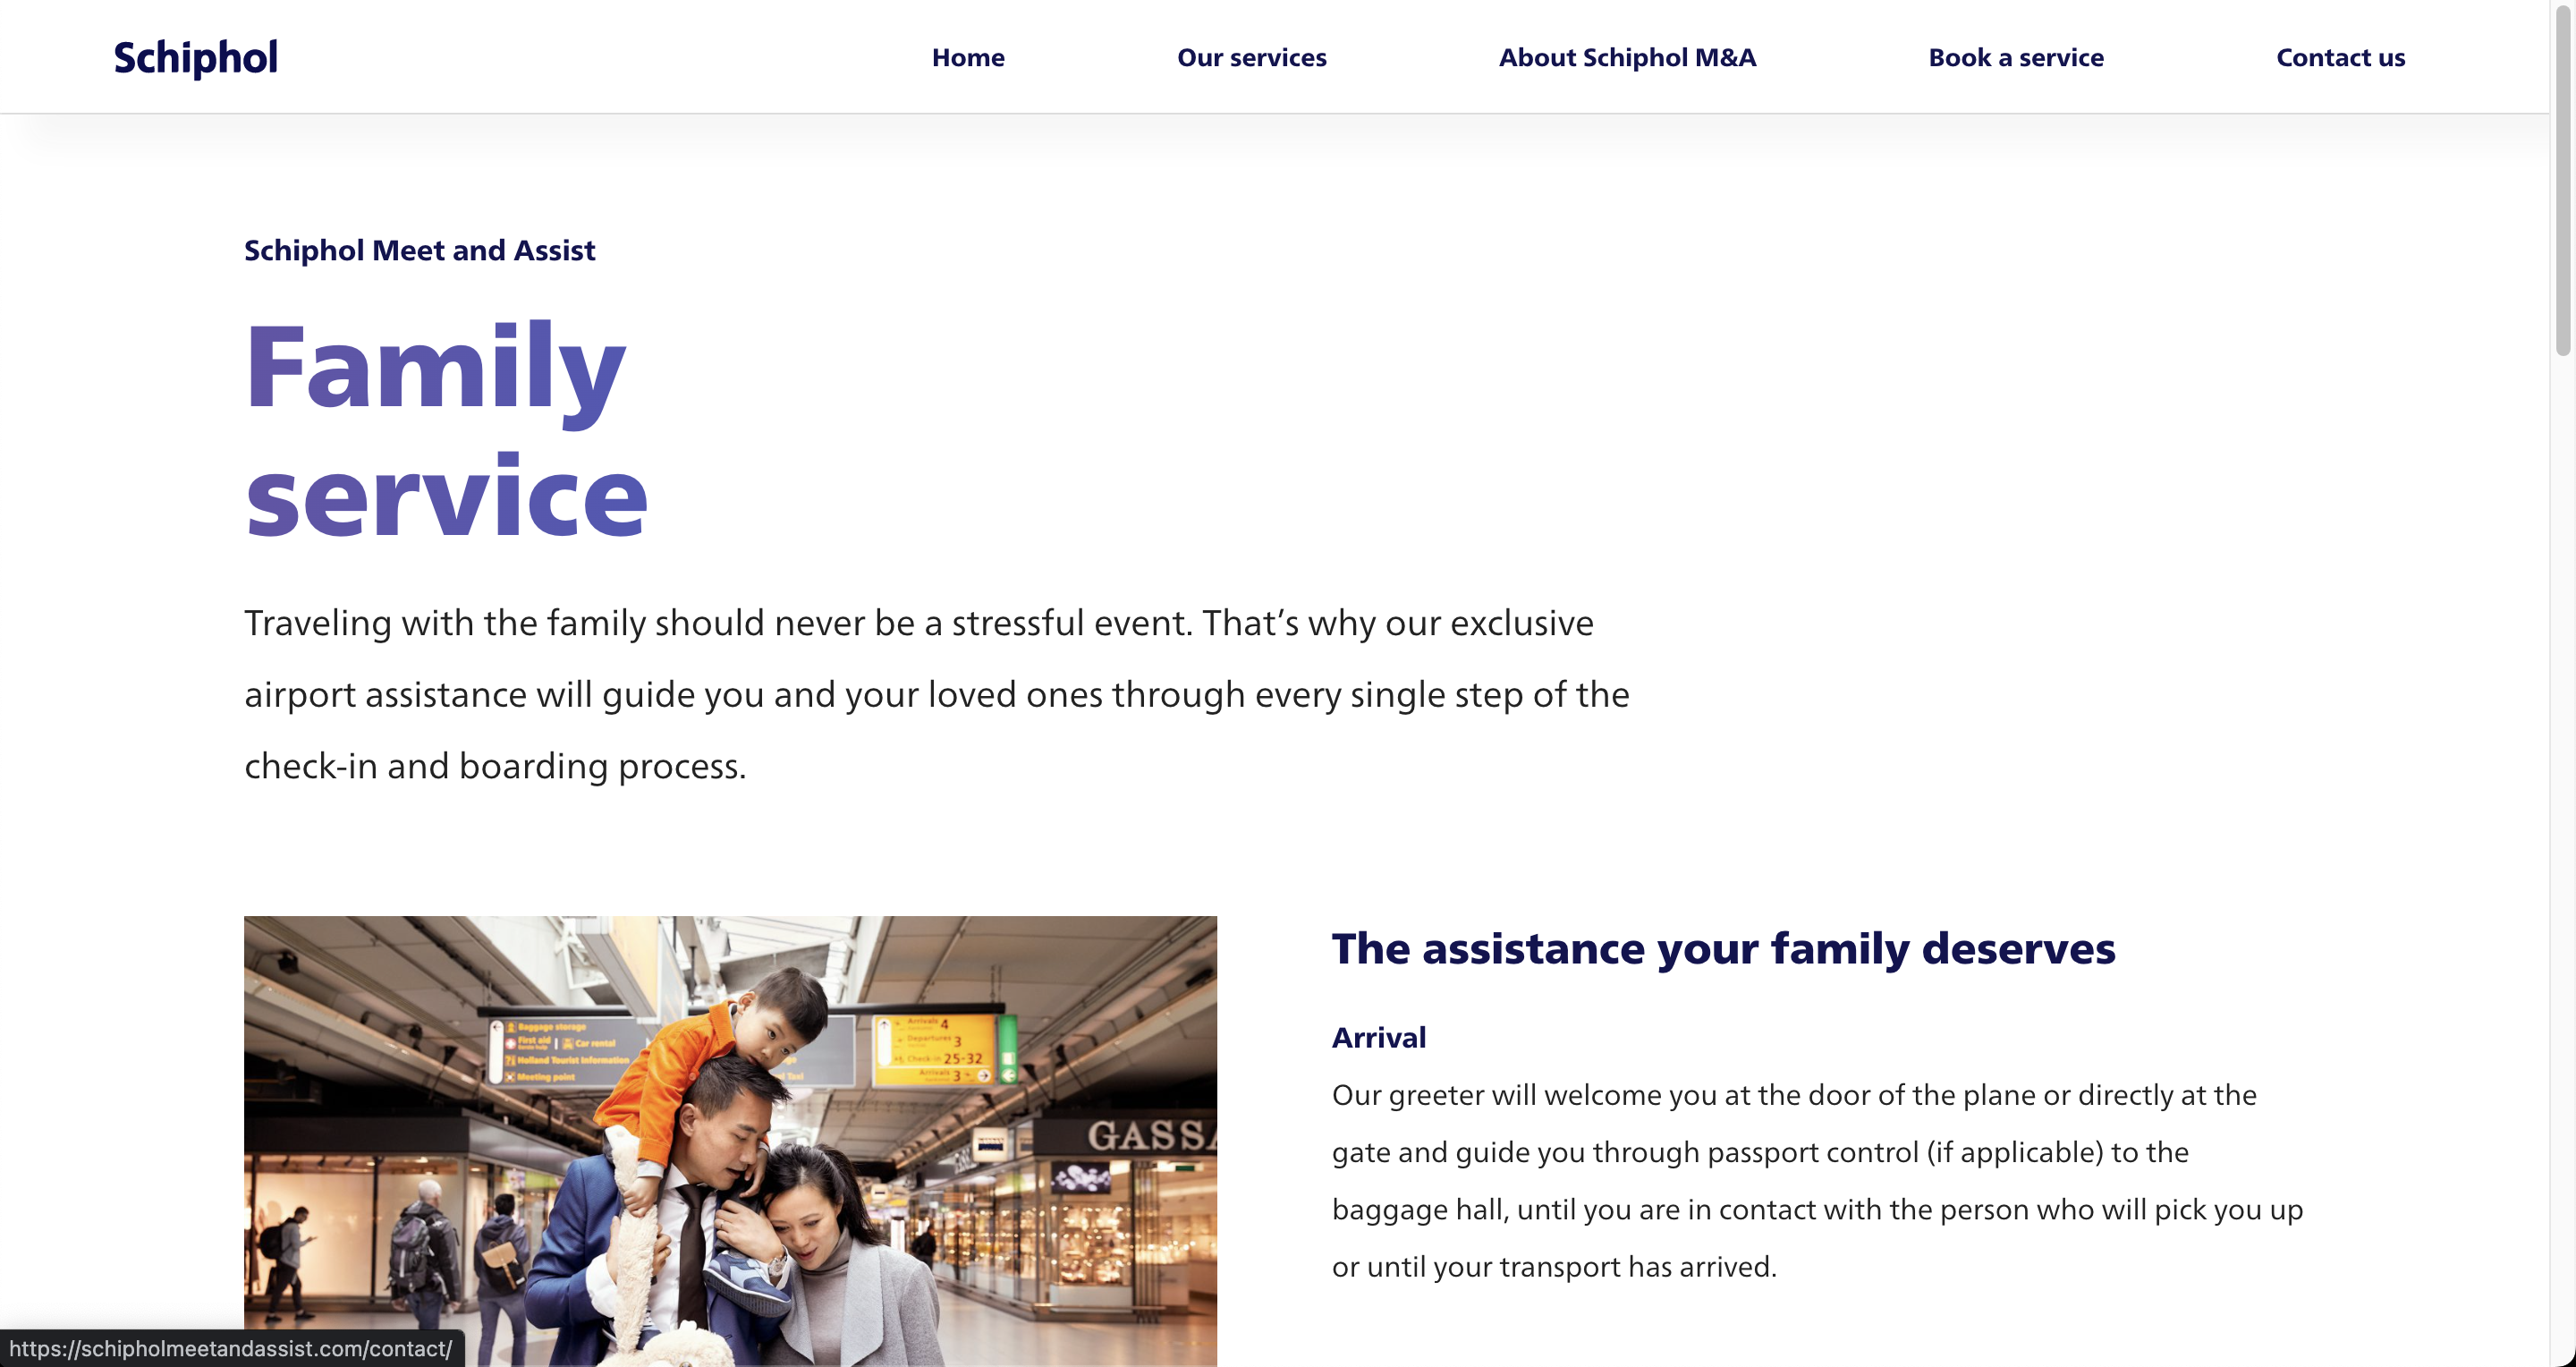 Schiphol
Home
Our services
About Schiphol M&A
Book a service
Contact us
Schiphol Meet and Assist
Family
service
Traveling with the family should never be a stressful event. That’s why our exclusive
airport assistance will guide you and your loved ones through every single step of the
check-in and boarding process.
Baggage storage
First aid
Car rental
Holland Tourist Information
Meeting point
Taxi
Arrivals 4
Departures 3
Check-in 25-32
Arrivals 3
GASSA
The assistance your family deserves
Arrival
Our greeter will welcome you at the door of the plane or directly at the
gate and guide you through passport control (if applicable) to the
baggage hall, until you are in contact with the person who will pick you up
or until your transport has arrived.
https://schipholmeetandassist.com/contact/